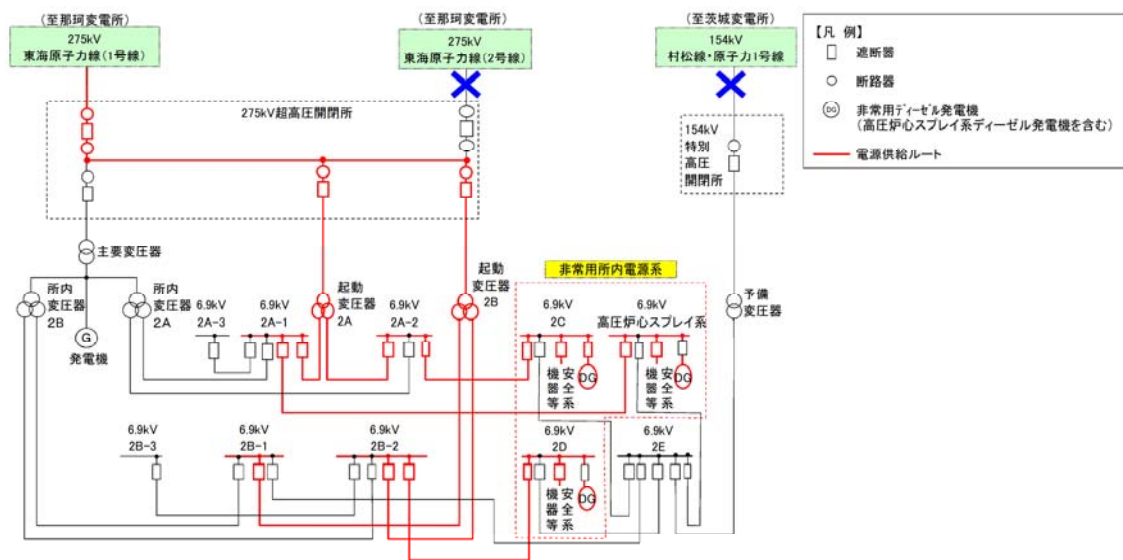 (至那珂変電所)
275kV
東海原子力線(1号線)
(至那珂変電所)
275kV
東海原子力線(2号線)
(至茨城変電所)
154kV
村松線・原子力1号線
【凡 例】
遮断器
断路器
DG
非常用ディーゼル発電機
(高圧炉心スプレイ系ディーゼル発電機を含む)
電源供給ルート
275kV超高圧開閉所
154kV
特別
高圧
開閉所
主要変圧器
所内
変圧器
2B
G
発電機
所内
変圧器
2A
6.9kV
2A-3
6.9kV
2A-1
起動
変圧器
2A
6.9kV
2A-2
起動
変圧器
2B
非常用所内電源系
6.9kV
2C
安全系
機器等
DG
6.9kV
高圧炉心スプレイ系
安全系
機器等
DG
予備
変圧器
6.9kV
2B-3
6.9kV
2B-1
6.9kV
2B-2
6.9kV
2D
安全系
機器等
DG
6.9kV
2E